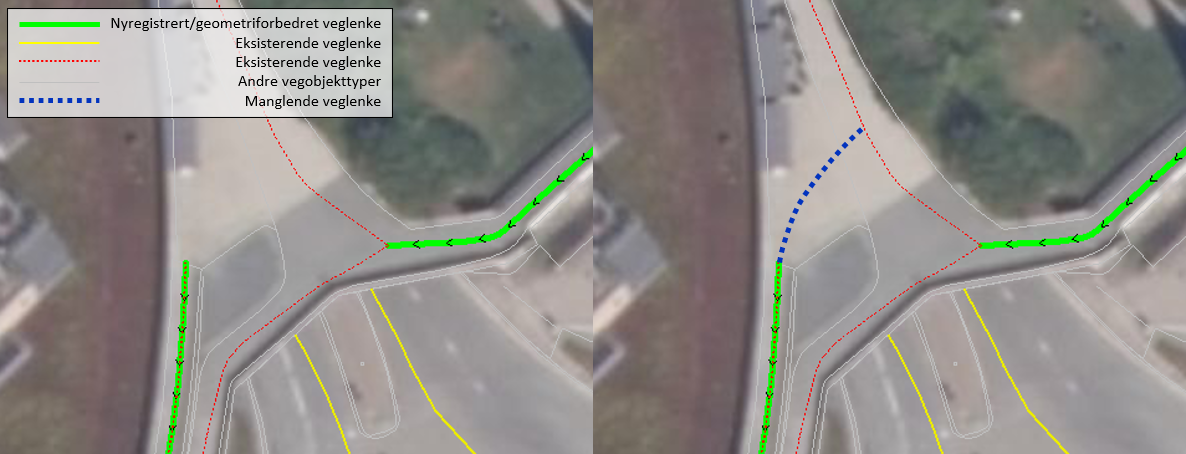 Nyregistrert/geometriforbedret veglenke
Eksisterende veglenke
Eksisterende veglenke
Andre vegobjekttyper
Manglende veglenke